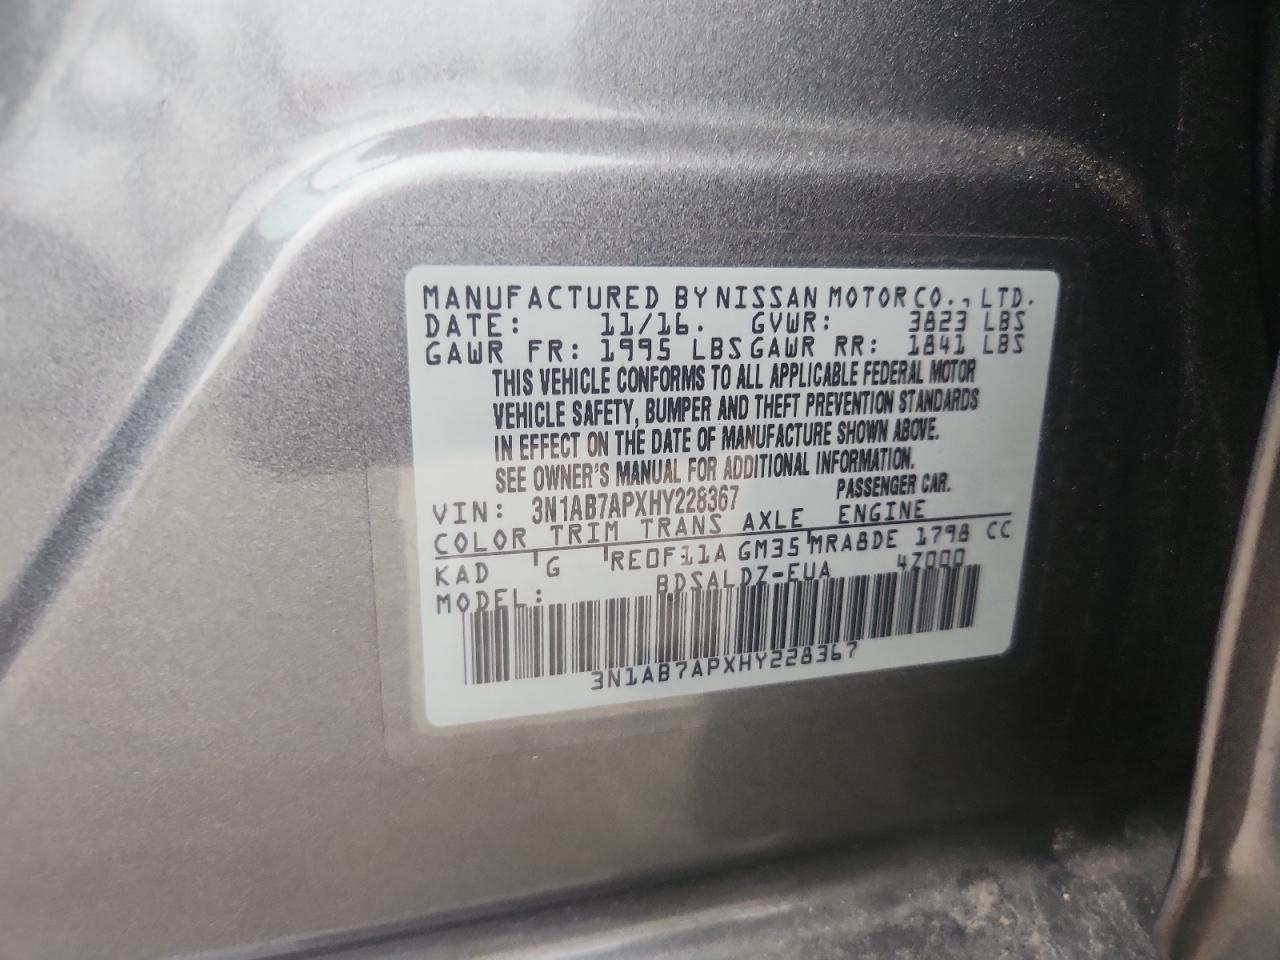 MANUFACTURED BY NISSAN MOTOR CO., LTD.
DATE: 11/16. GVWR: 3823 LBS
GAWR FR: 1995 LBS GAWR RR: 1841 LBS
THIS VEHICLE CONFORMS TO ALL APPLICABLE FEDERAL MOTOR
VEHICLE SAFETY, BUMPER AND THEFT PREVENTION STANDARDS
IN EFFECT ON THE DATE OF MANUFACTURE SHOWN ABOVE.
SEE OWNER'S MANUAL FOR ADDITIONAL INFORMATION.
VIN: 3N1AB7APXHY228367 PASSENGER CAR.
COLOR TRIM TRANS AXLE ENGINE
KAD G RE0F11A GM35 MRA8DE 1798 CC
MODEL: BDSALDZ-EUA 4Z000
3N1AB7APXHY228367